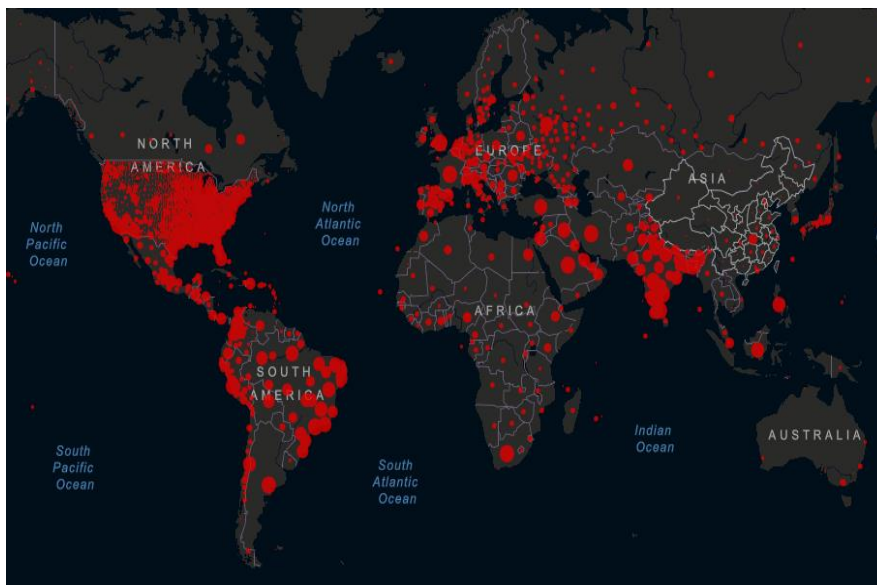 NORTH
AMERICA
EUROPE
ASIA
North
Pacific
Ocean
North
Atlantic
Ocean
AFRICA
SOUTH
AMERICA
South
Pacific
Ocean
South
Atlantic
Ocean
Indian
Ocean
AUSTRALIA